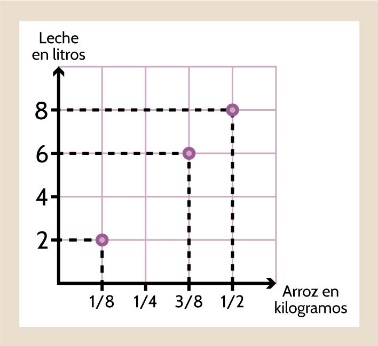 Leche
en litros
8
6
4
2
1/8 1/4 3/8 1/2
Arroz en
kilogramos